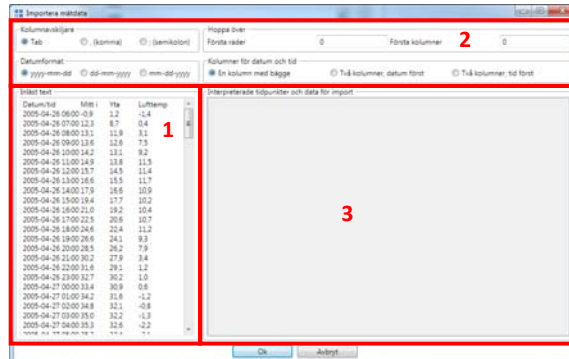 Importera mätdata
Kolumnavskiljare
Tab , (komma) ; (semikolon)
Hoppa över
Första rader 0 Första kolumner 0
2
Datumformat
yyyy-mm-dd dd-mm-yyyy mm-dd-yyyy
Kolumner för datum och tid
En kolumn med bägge Två kolumner, datum först Två kolumner, tid först
Inläst text
Datum/tid Mitt i Yta Lufttemp
2005-04-26 06:00 -0,9 1,2 -1,4
2005-04-26 07:00 12,3 8,7 0,4
2005-04-26 08:00 13,1 11,9 3,1
2005-04-26 09:00 13,6 12,6 7,5
2005-04-26 10:00 14,2 13,1 9,2
2005-04-26 11:00 14,9 13,8 11,5
2005-04-26 12:00 15,7 14,5 11,4
2005-04-26 13:00 16,6 15,5 11,7
2005-04-26 14:00 17,9 16,6 10,9
2005-04-26 15:00 19,4 17,7 10,2
2005-04-26 16:00 21,0 19,2 10,4
2005-04-26 17:00 22,5 20,6 10,7
2005-04-26 18:00 24,6 22,4 11,2
2005-04-26 19:00 26,6 24,1 9,3
2005-04-26 20:00 28,5 26,2 7,9
2005-04-26 21:00 30,2 27,9 3,4
2005-04-26 22:00 31,6 29,1 1,2
2005-04-26 23:00 32,7 30,2 1,0
2005-04-27 00:00 33,4 30,9 0,6
2005-04-27 01:00 34,2 31,6 -1,2
2005-04-27 02:00 34,8 32,1 -0,8
2005-04-27 03:00 35,0 32,2 -1,3
2005-04-27 04:00 35,3 32,6 -2,2
1
Interpreterade tidpunkter och data för import
3
Ok Avbryt